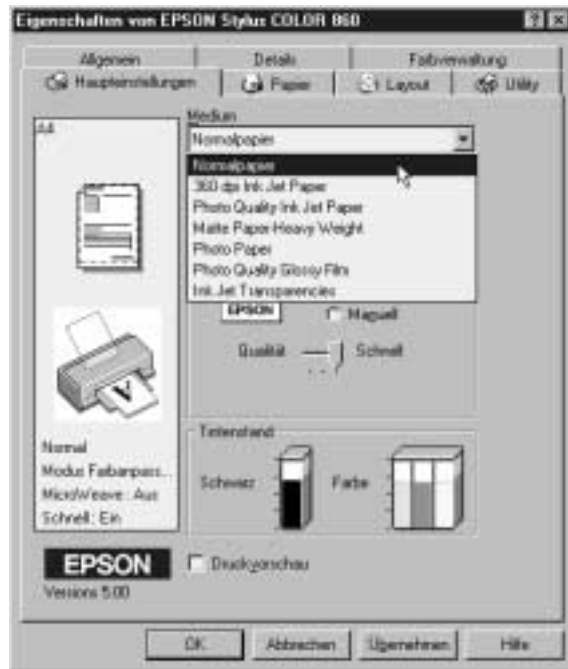 Eigenschaften von EPSON Stylus COLOR 860
Allgemein Details Farbverwaltung
Haupteinstellungen Papier Layout Utility
A4
Medium
Normalpapier
Normalpapier
360 dpi Ink Jet Paper
Photo Quality Ink Jet Paper
Matte Paper-Heavy Weight
Photo Paper
Photo Quality Glossy Film
Ink Jet Transparencies
EPSON Manuell
Qualität Schnell
Normal
Modus Farbanpass...
MicroWeave : Aus
Schnell : Ein
Tintenstand
Schwarz Farbe
EPSON Druckvorschau
Versions 5.00
OK Abbrechen Übernehmen Hilfe